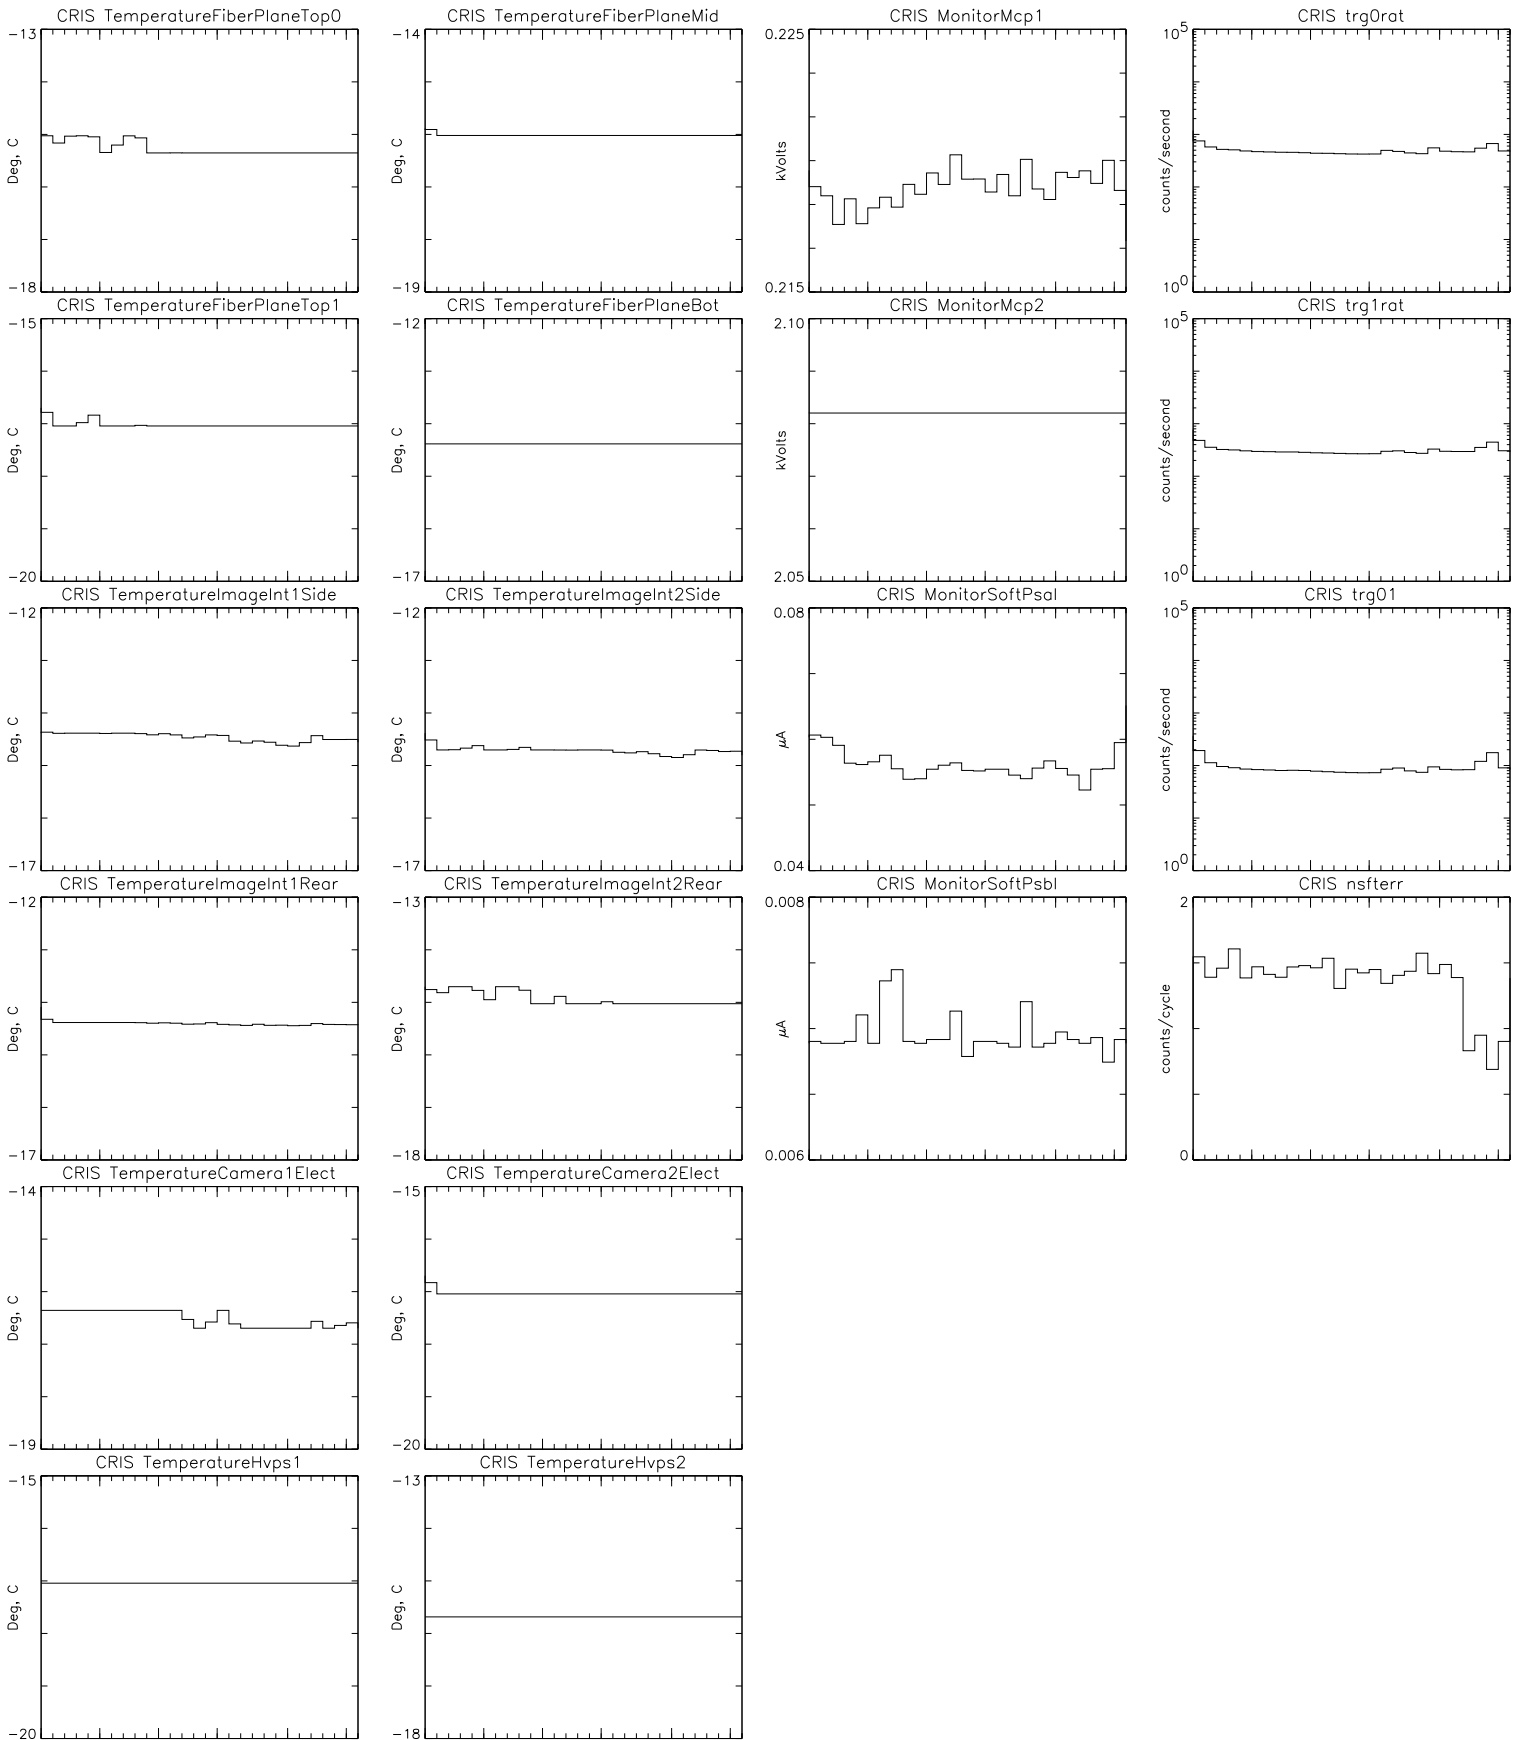 CRIS TemperatureFiberPlaneTop0
-13
Deg, C
-18
CRIS TemperatureFiberPlaneMid
-14
Deg, C
-19
CRIS MonitorMcp1
0.225
kVolts
0.215
CRIS trg0rat
10^5
counts/second
10^0
CRIS TemperatureFiberPlaneTop1
-15
Deg, C
-20
CRIS TemperatureFiberPlaneBot
-12
Deg, C
-17
CRIS MonitorMcp2
2.10
kVolts
2.05
CRIS trg1rat
10^5
counts/second
10^0
CRIS TemperatureImageInt1Side
-12
Deg, C
-17
CRIS TemperatureImageInt2Side
-12
Deg, C
-17
CRIS MonitorSoftPsaI
0.08
μA
0.04
CRIS trg01
10^5
counts/second
10^0
CRIS TemperatureImageInt1Rear
-12
Deg, C
-17
CRIS TemperatureImageInt2Rear
-13
Deg, C
-18
CRIS MonitorSoftPsbI
0.008
μA
0.006
CRIS nsfterr
2
counts/cycle
0
CRIS TemperatureCamera1Elect
-14
Deg, C
-19
CRIS TemperatureCamera2Elect
-15
Deg, C
-20
CRIS TemperatureHvps1
-15
Deg, C
-20
CRIS TemperatureHvps2
-13
Deg, C
-18